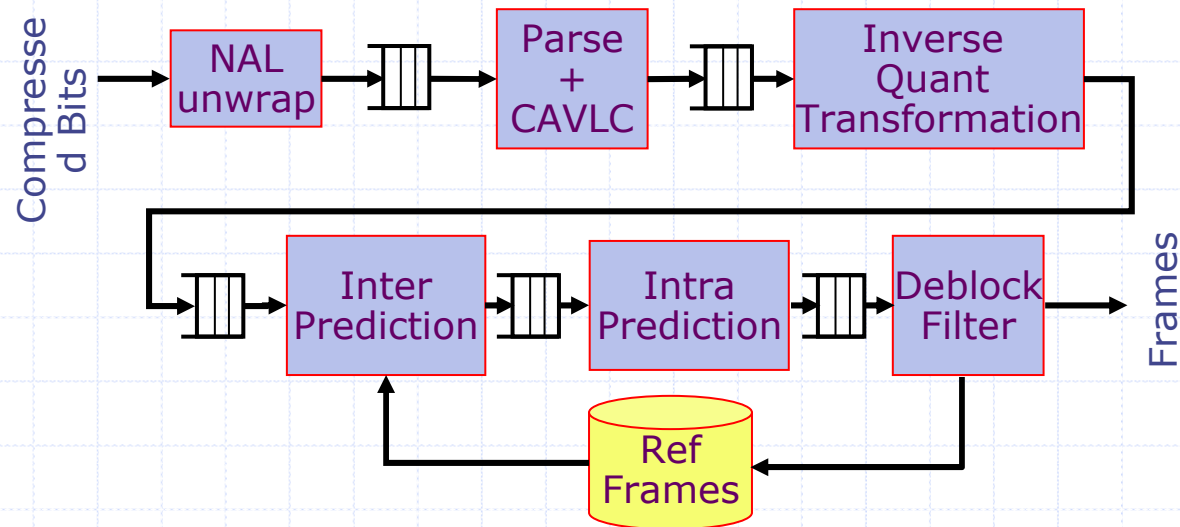 Compresse
d Bits
NAL
unwrap
Parse
+
CAVLC
Inverse
Quant
Transformation
Inter
Prediction
Intra
Prediction
Deblock
Filter
Frames
Ref
Frames